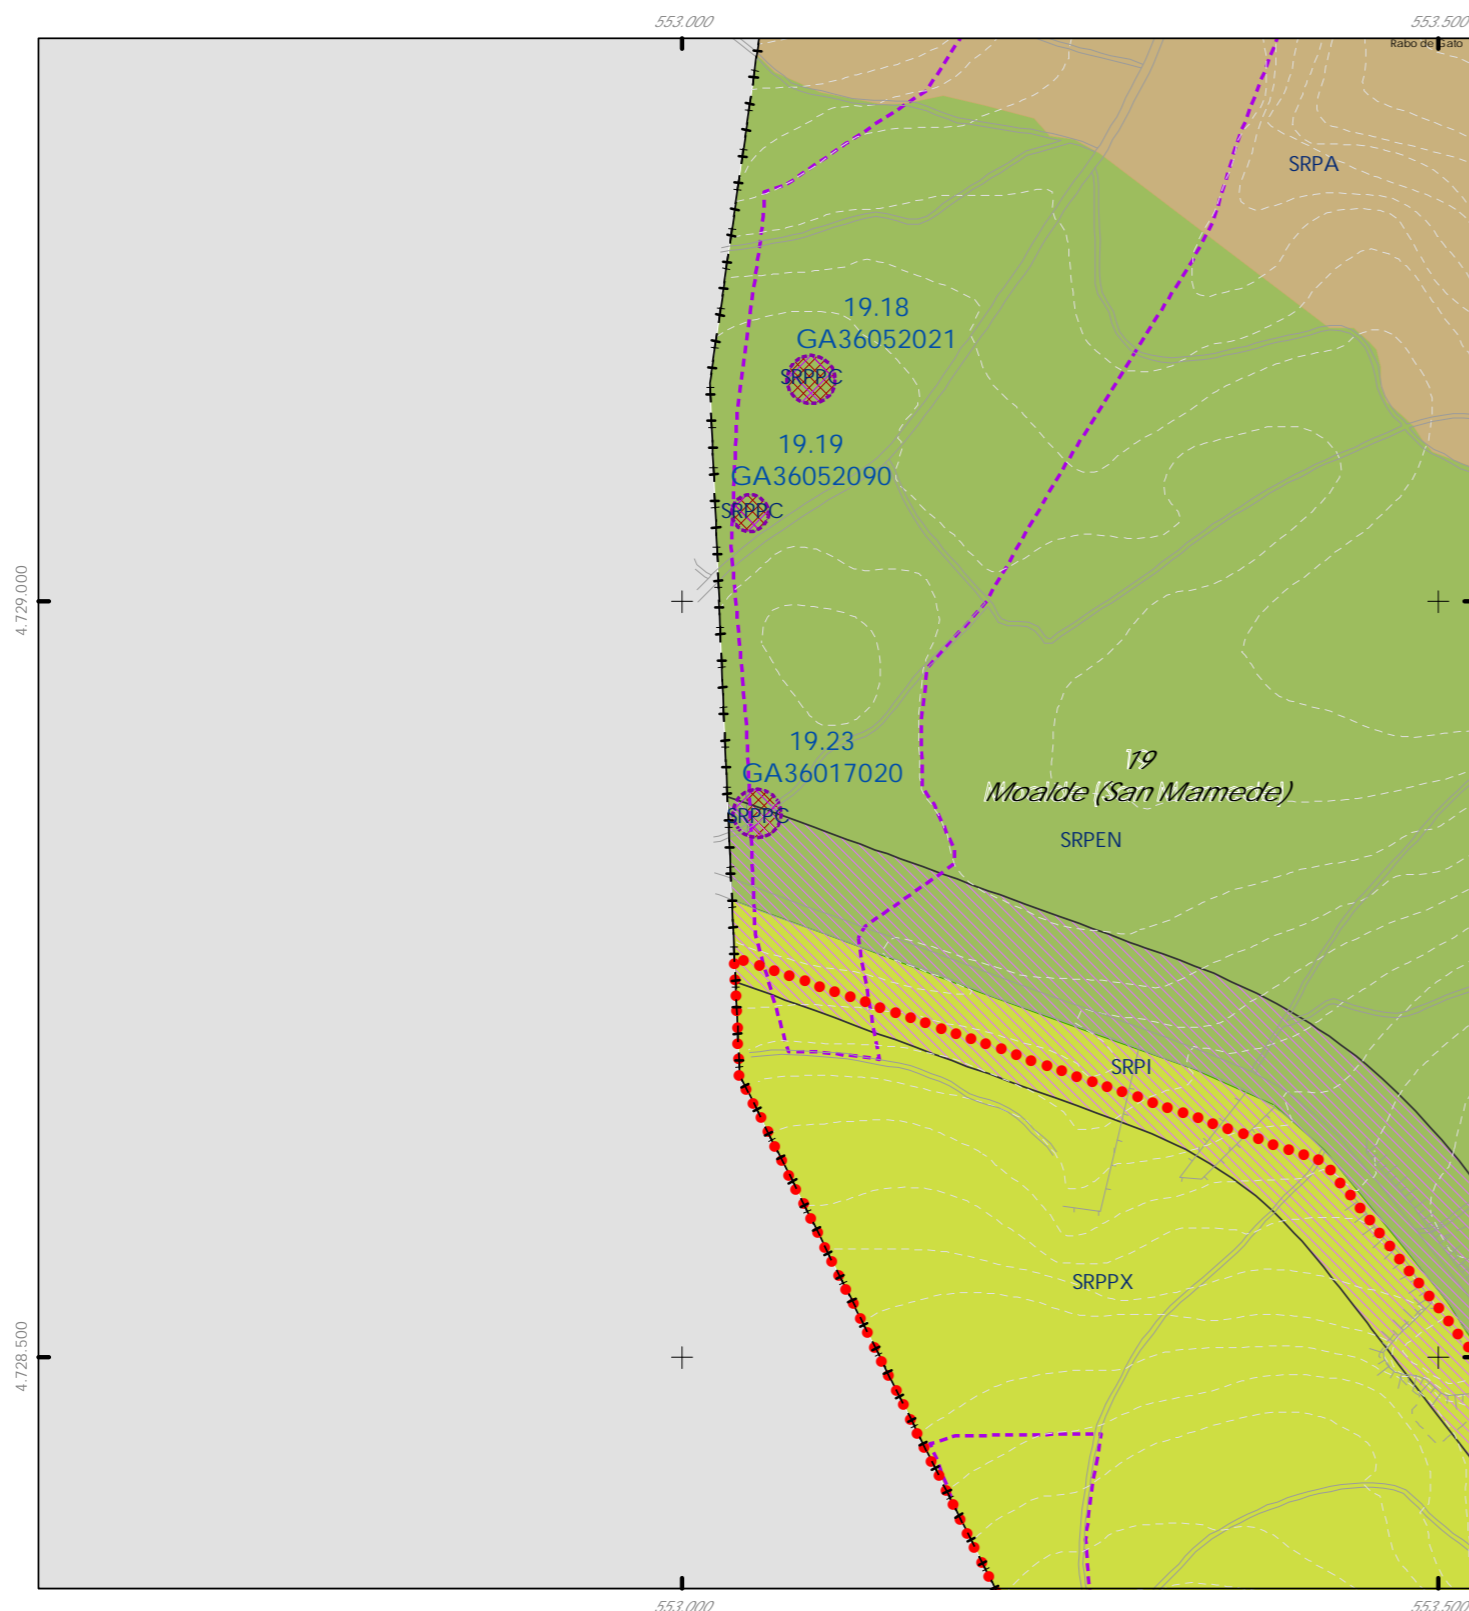 553.000
553.500
Rabo de Gato
SRPA
19.18
GA36052021
SRPPC
19.19
GA36052090
SRPPC
4.729.000
19.23
GA36017020
SRPPC
19
Moalde (San Mamede)
SRPEN
SRPI
SRPPX
4.728.500
553.000
553.500